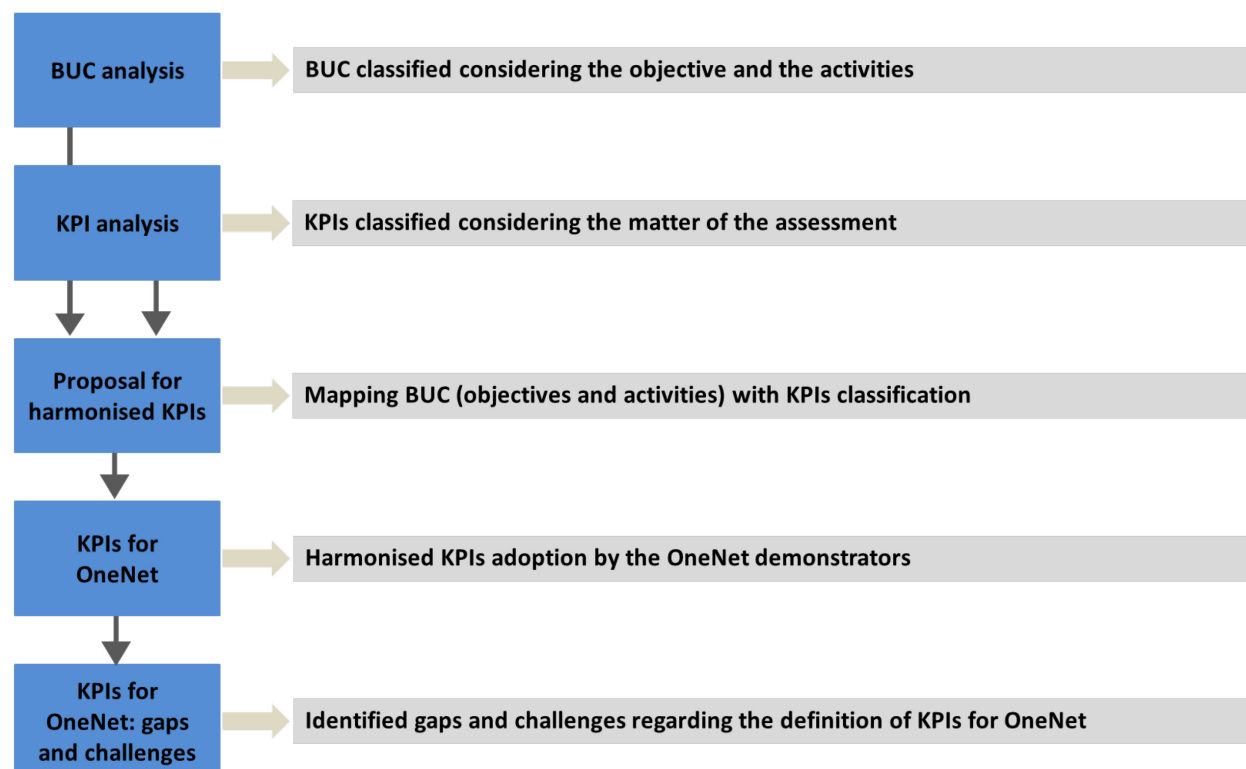 BUC analysis
BUC classified considering the objective and the activities
KPI analysis
KPIs classified considering the matter of the assessment
Proposal for
harmonised KPIs
Mapping BUC (objectives and activities) with KPIs classification
KPIs for
OneNet
Harmonised KPIs adoption by the OneNet demonstrators
KPIs for
OneNet: gaps
and challenges
Identified gaps and challenges regarding the definition of KPIs for OneNet